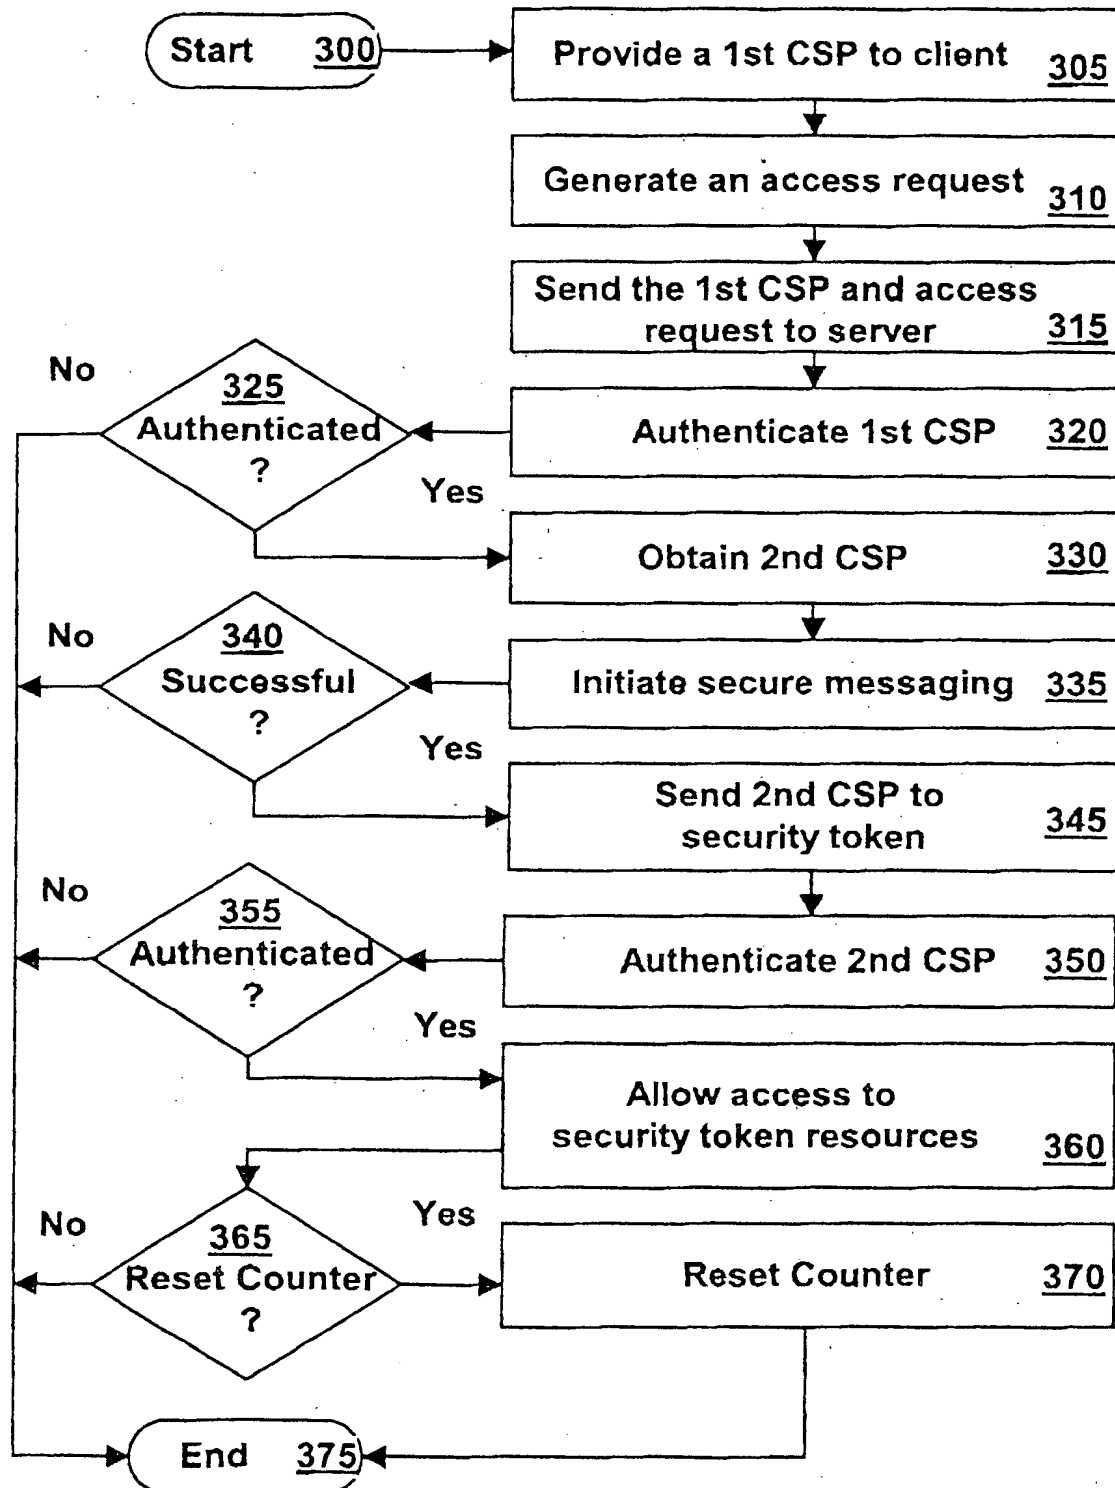 Start 300
Provide a 1st CSP to client 305
Generate an access request 310
Send the 1st CSP and access
request to server 315
Authenticate 1st CSP 320
No
325
Authenticated
?
Yes
Obtain 2nd CSP 330
Initiate secure messaging 335
No
340
Successful
?
Yes
Send 2nd CSP to
security token 345
Authenticate 2nd CSP 350
No
355
Authenticated
?
Yes
Allow access to
security token resources 360
No
365
Reset Counter
?
Yes
Reset Counter 370
End 375